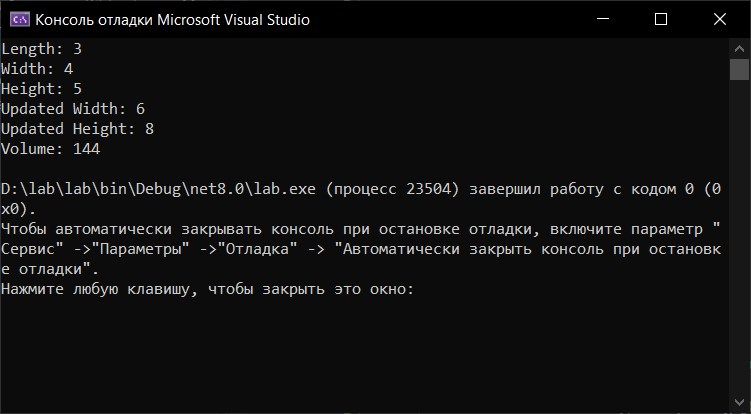 Консоль отладки Microsoft Visual Studio
Length: 3
Width: 4
Height: 5
Updated Width: 6
Updated Height: 8
Volume: 144
D:\lab\lab\bin\Debug\net8.0\lab.exe (процесс 23504) завершил работу с кодом 0 (0
x0).
Чтобы автоматически закрывать консоль при остановке отладки, включите параметр "
Сервис" ->"Параметры" ->"Отладка" -> "Автоматически закрыть консоль при остановк
е отладки".
Нажмите любую клавишу, чтобы закрыть это окно: